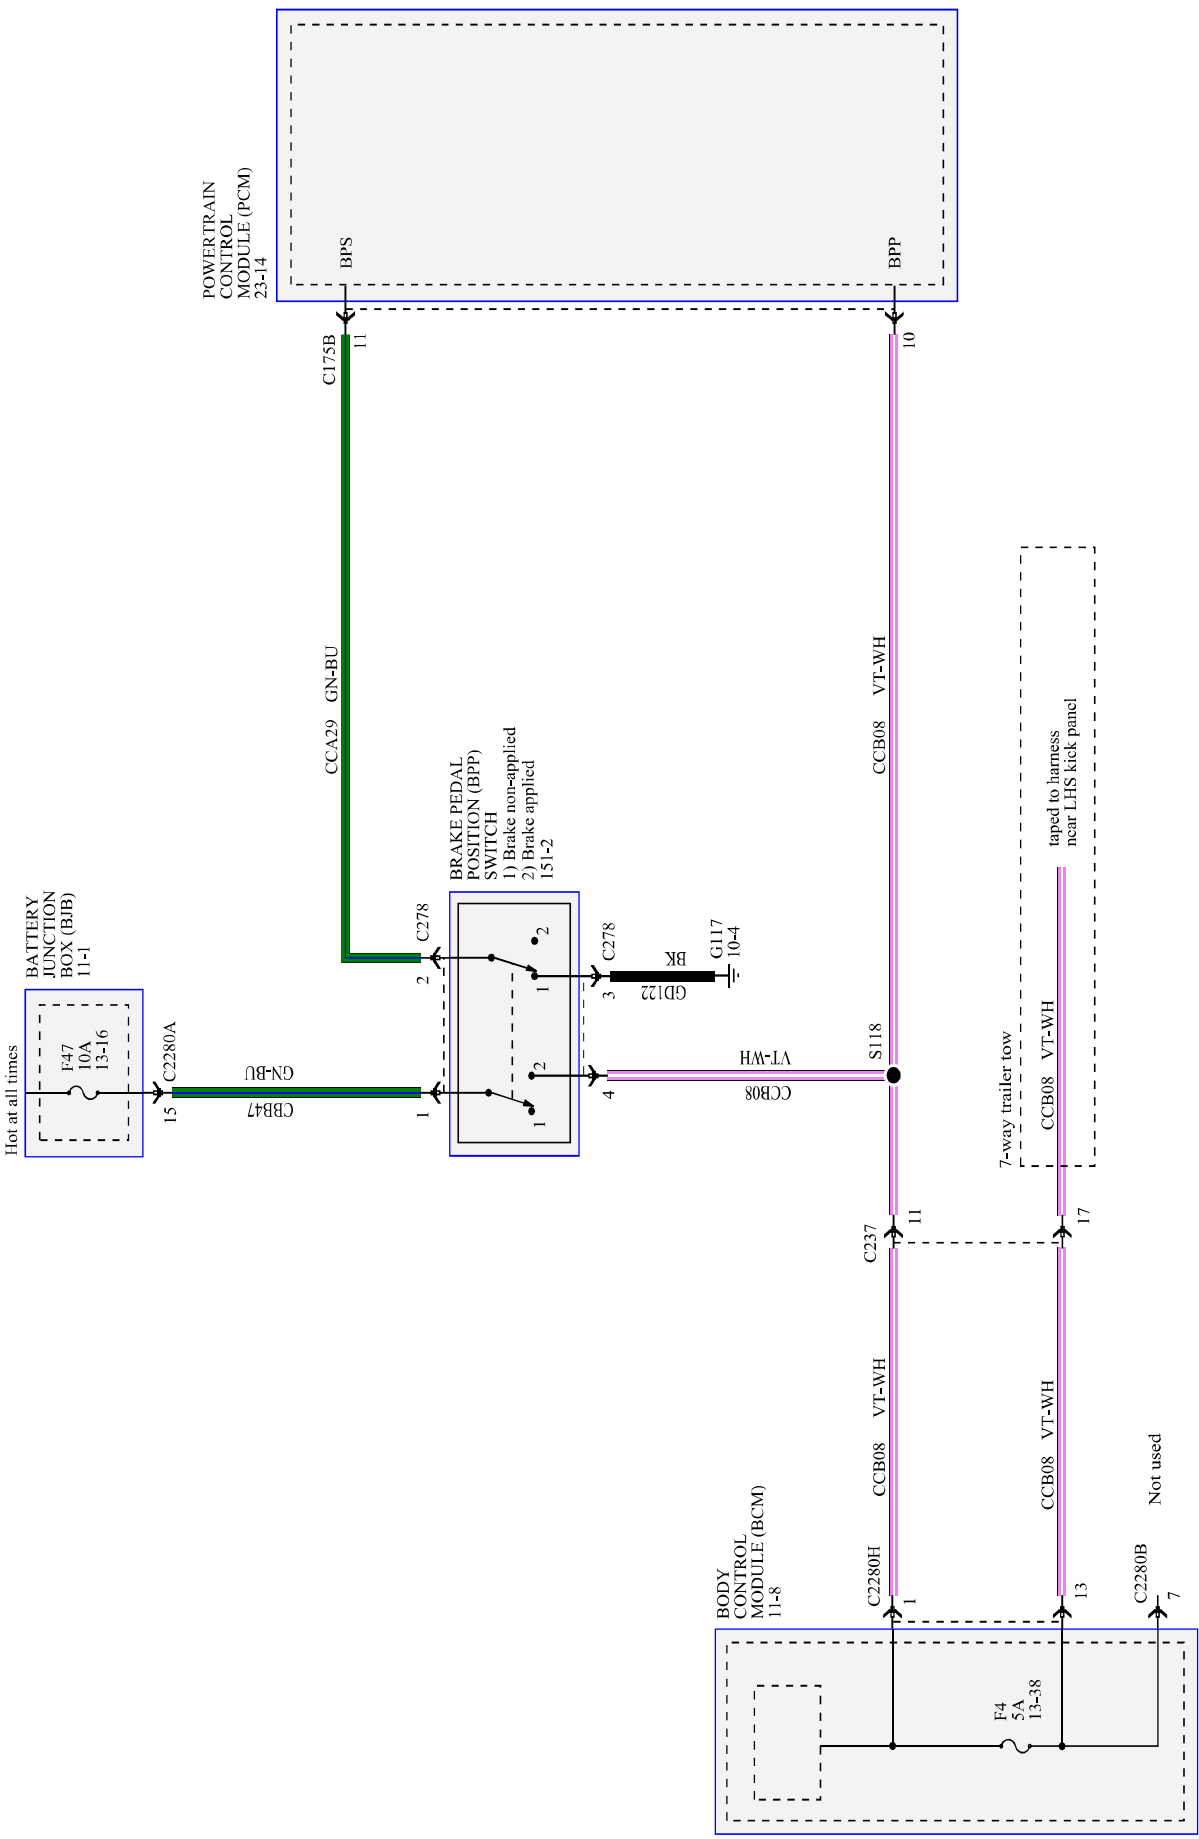 Hot at all times
BATTERY
JUNCTION
BOX (BJB)
11-1
F47
10A
13-16
C2280A
15
CBB47
GN-BU
1
POWERTRAIN
CONTROL
MODULE (PCM)
23-14
BPS
BPP
C175B
11
10
CCA29 GN-BU
2
C278
BRAKE PEDAL
POSITION (BPP)
SWITCH
1) Brake non-applied
2) Brake applied
151-2
1
2
1
2
4
3
C278
GD122
BK
G117
10-4
CCB08
VT-WH
S118
CCB08 VT-WH
7-way trailer tow
CCB08 VT-WH
taped to harness
near LHS kick panel
C237
11
17
CCB08 VT-WH
CCB08 VT-WH
BODY
CONTROL
MODULE (BCM)
11-8
C2280H
1
13
C2280B
7
Not used
F4
5A
13-38